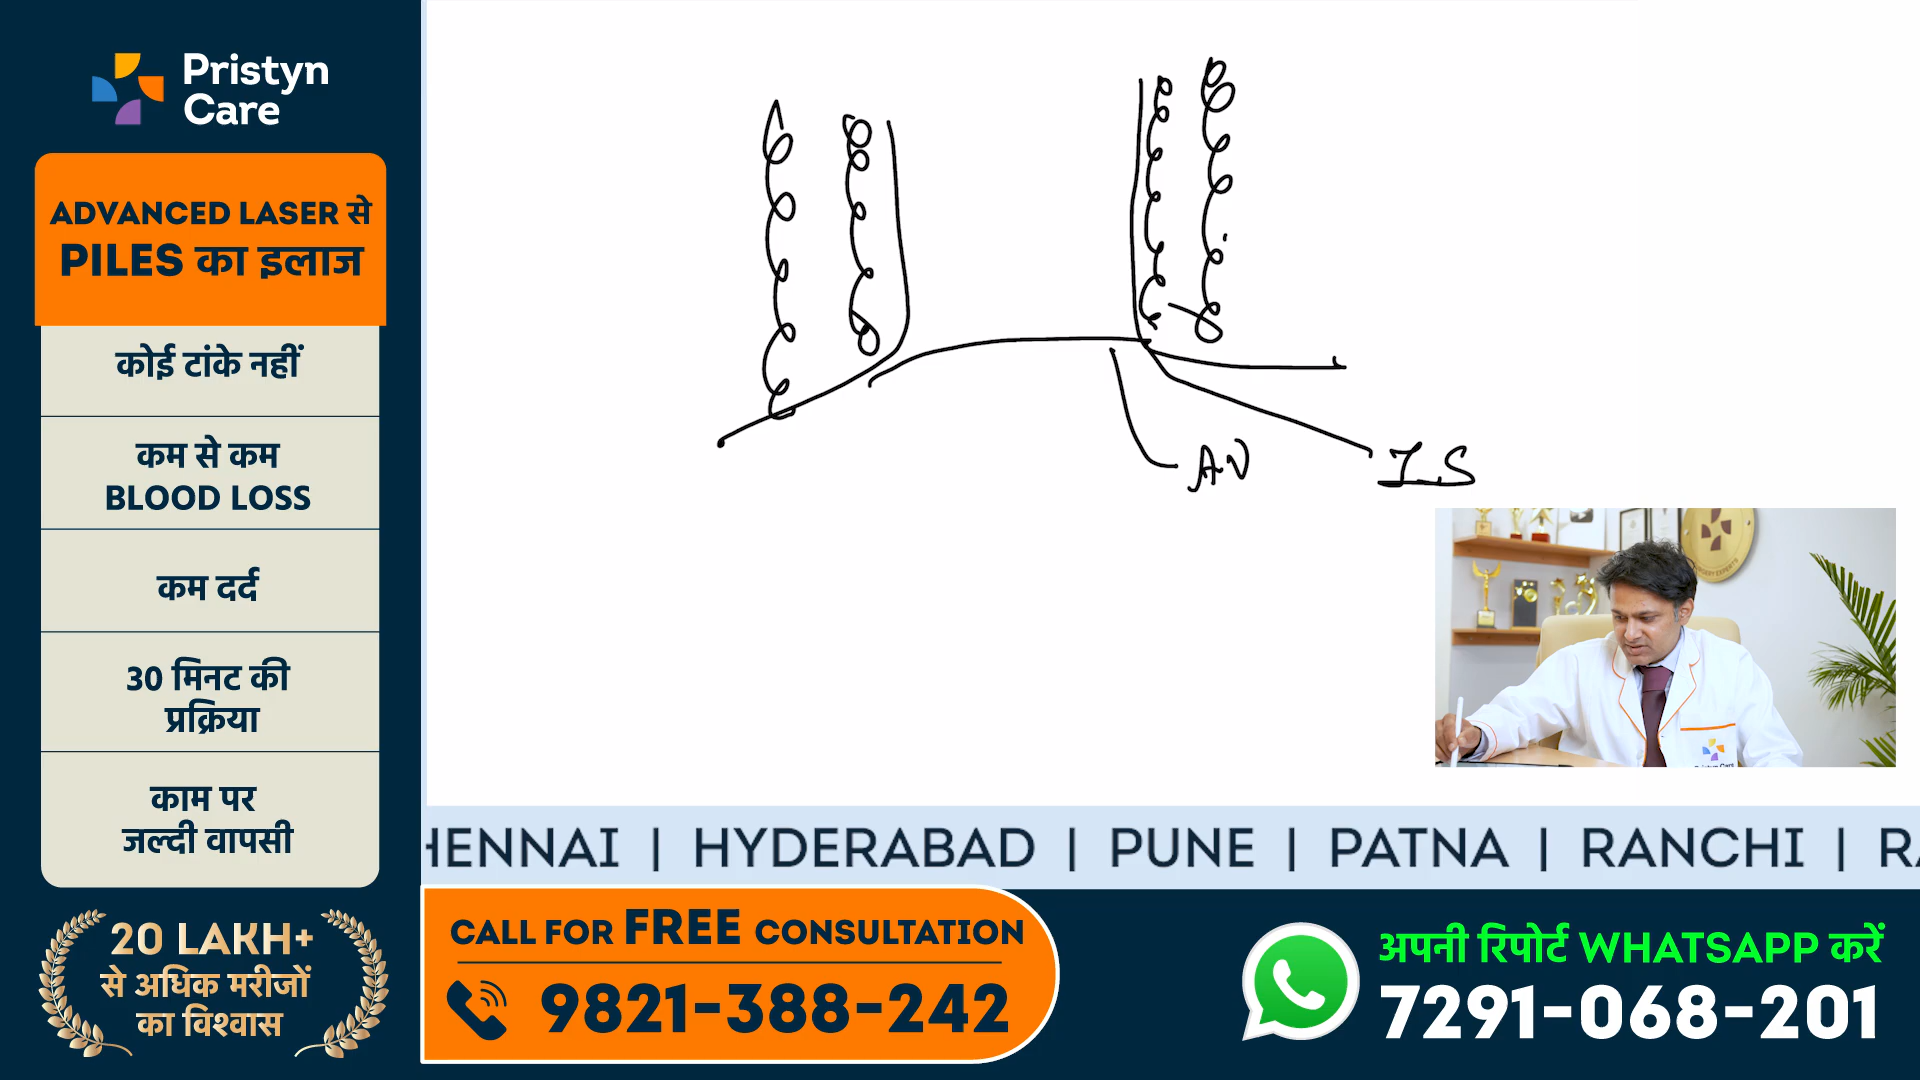 Pristyn
Care
ADVANCED LASER से
PILES का इलाज
कोई टांके नहीं
कम से कम
BLOOD LOSS
कम दर्द
30 मिनट की
प्रक्रिया
काम पर
जल्दी वापसी
20 LAKH+
से अधिक मरीजों
का विश्वास
A.V
I.S
HENNAI | HYDERABAD | PUNE | PATNA | RANCHI | RA
CALL FOR FREE CONSULTATION
9821-388-242
अपनी रिपोर्ट WHATSAPP करें
7291-068-201